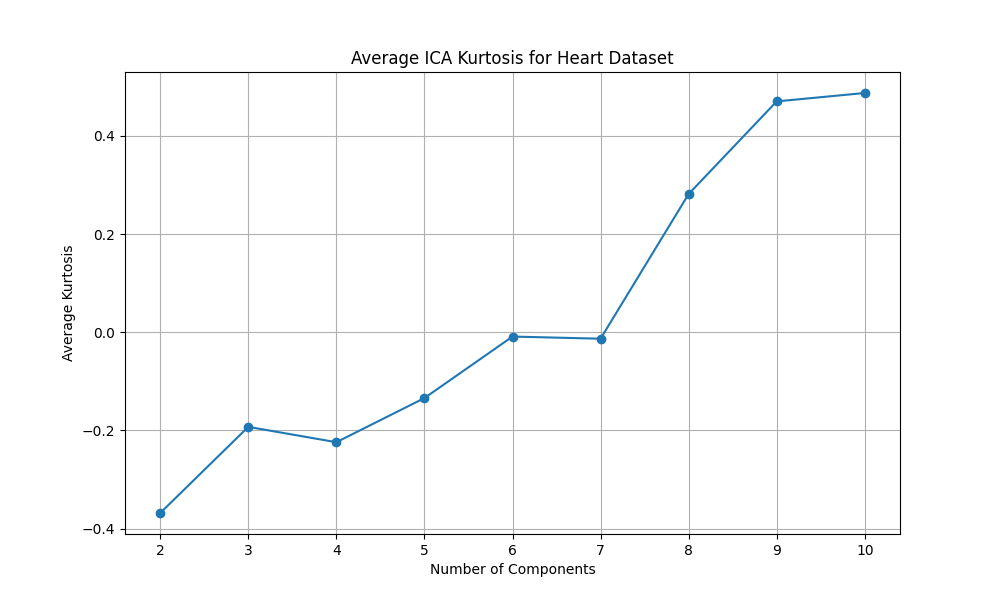 Average ICA Kurtosis for Heart Dataset
Average Kurtosis
0.4
0.2
0.0
−0.2
−0.4
2 3 4 5 6 7 8 9 10
Number of Components